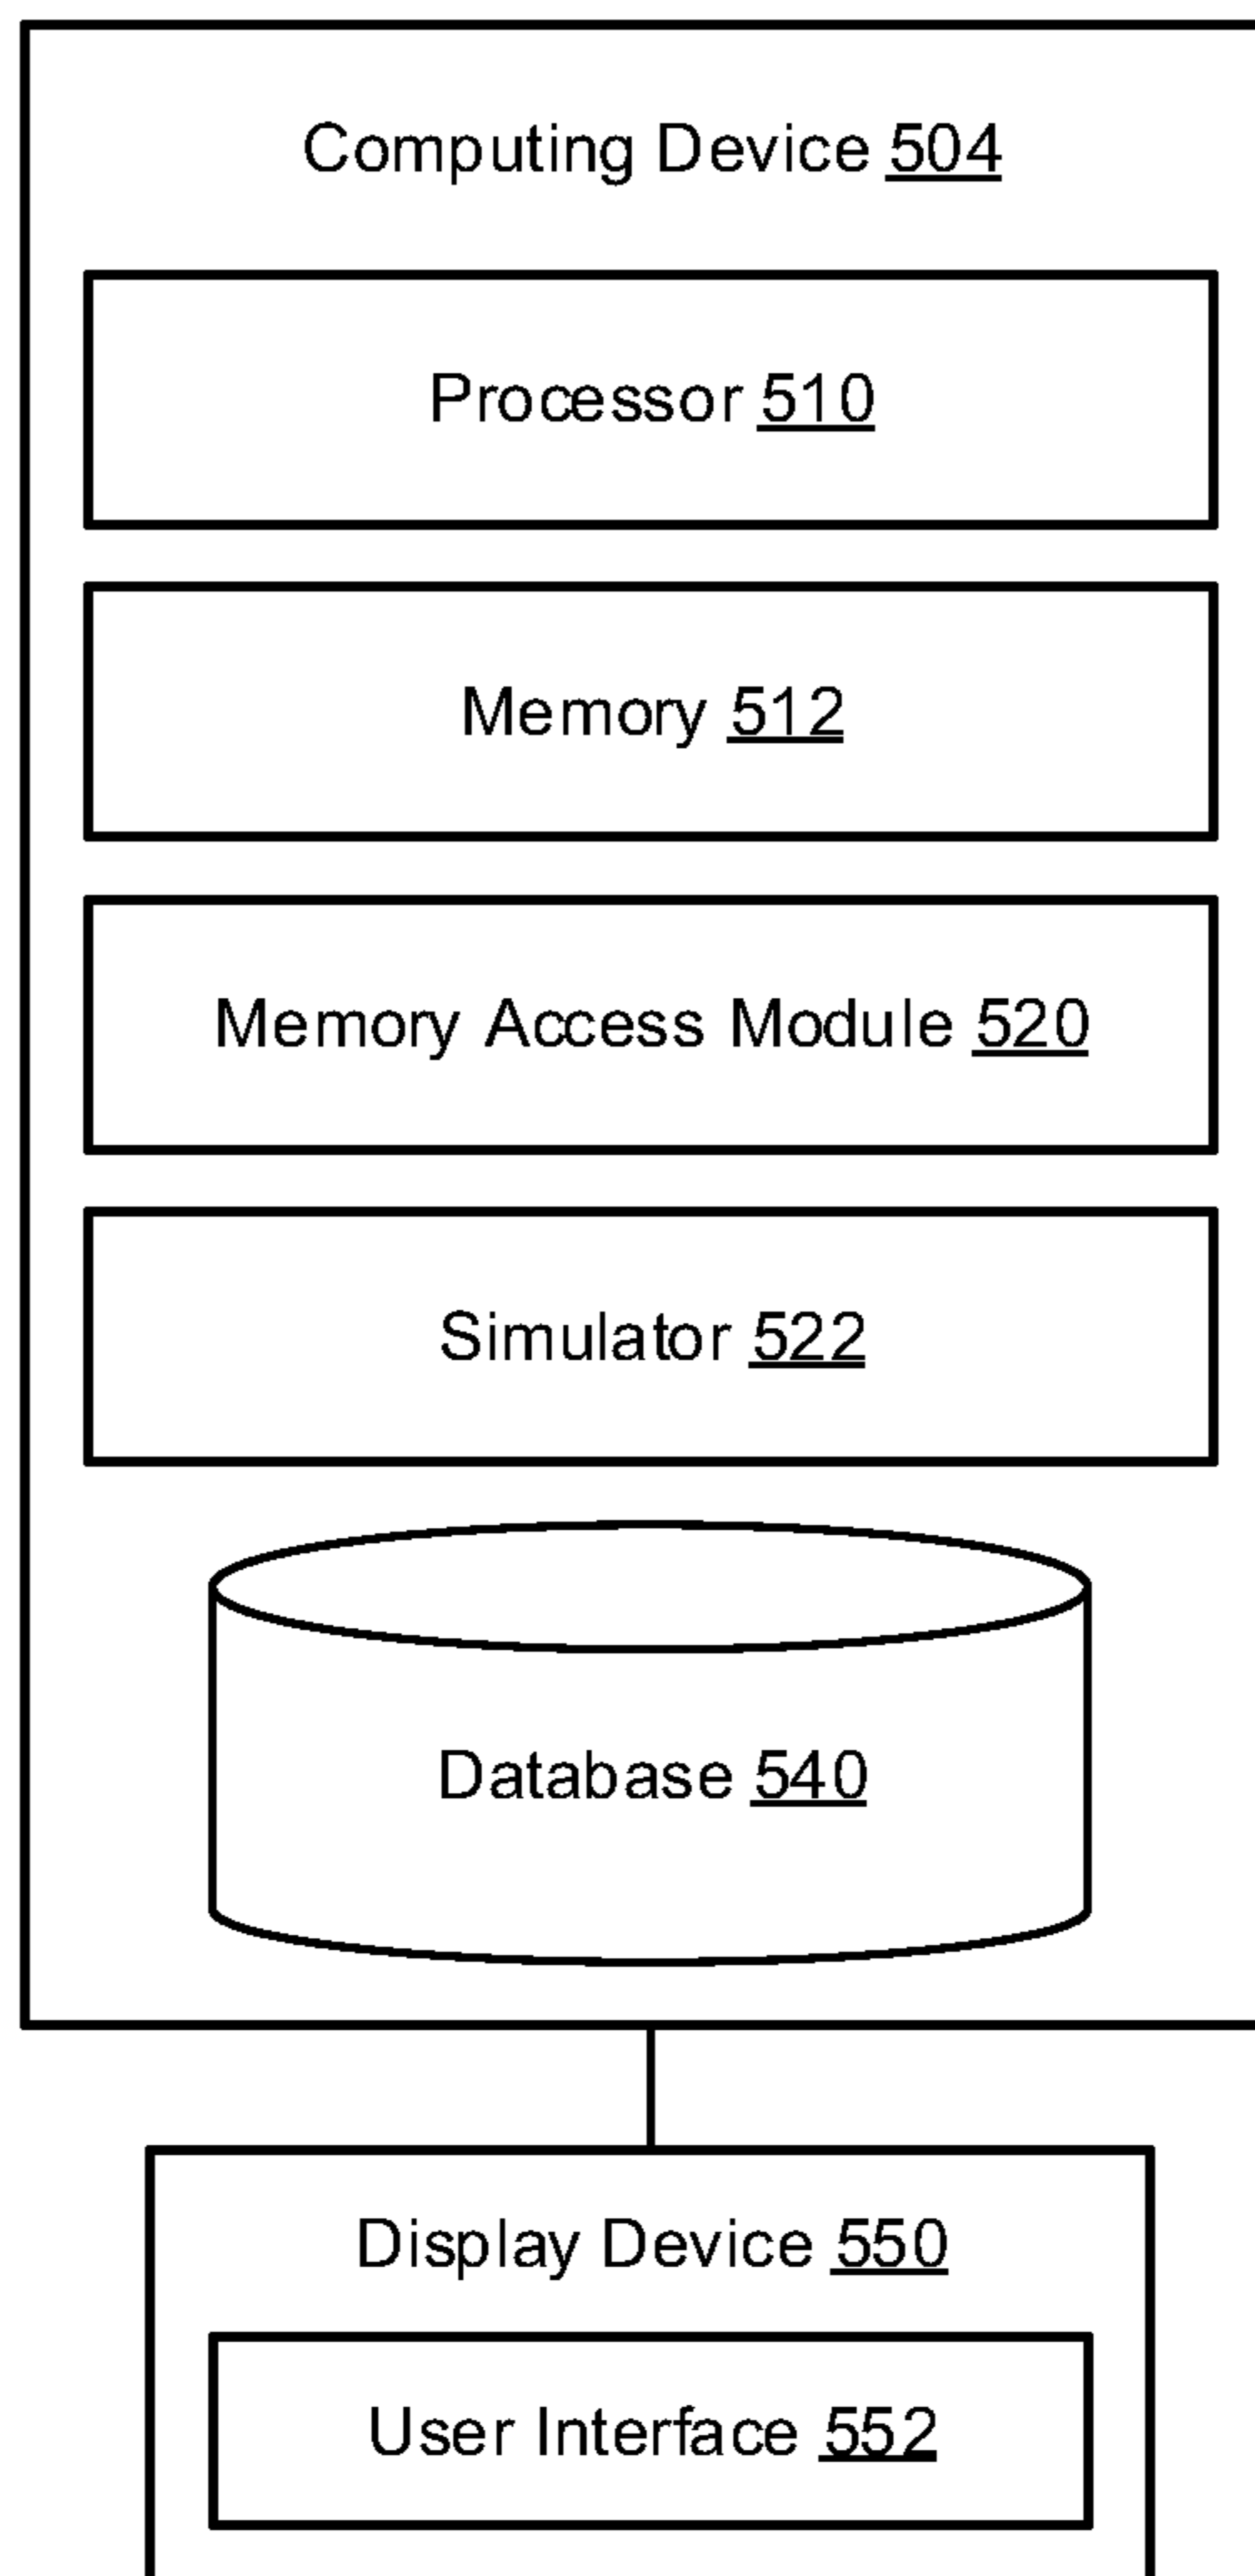 Computing Device 504
Processor 510
Memory 512
Memory Access Module 520
Simulator 522
Database 540
Display Device 550
User Interface 552